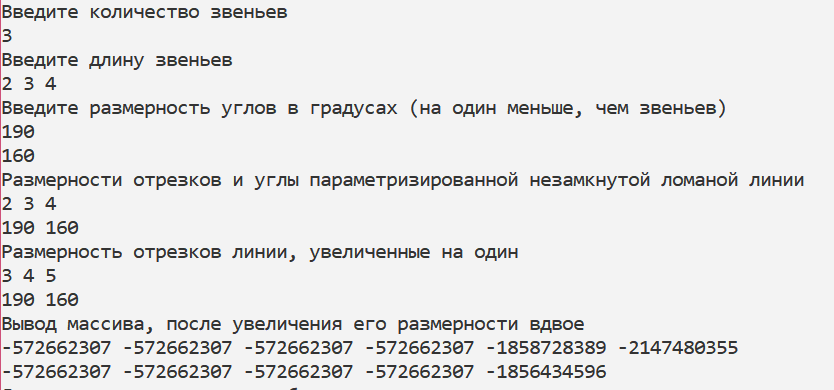 Введите количество звеньев
3
Введите длину звеньев
2 3 4
Введите размерность углов в градусах (на один меньше, чем звеньев)
190
160
Размерности отрезков и углы параметризированной незамкнутой ломаной линии
2 3 4
190 160
Размерность отрезков линии, увеличенные на один
3 4 5
190 160
Вывод массива, после увеличения его размерности вдвое
-572662307 -572662307 -572662307 -572662307 -1858728389 -2147480355
-572662307 -572662307 -572662307 -572662307 -1856434596